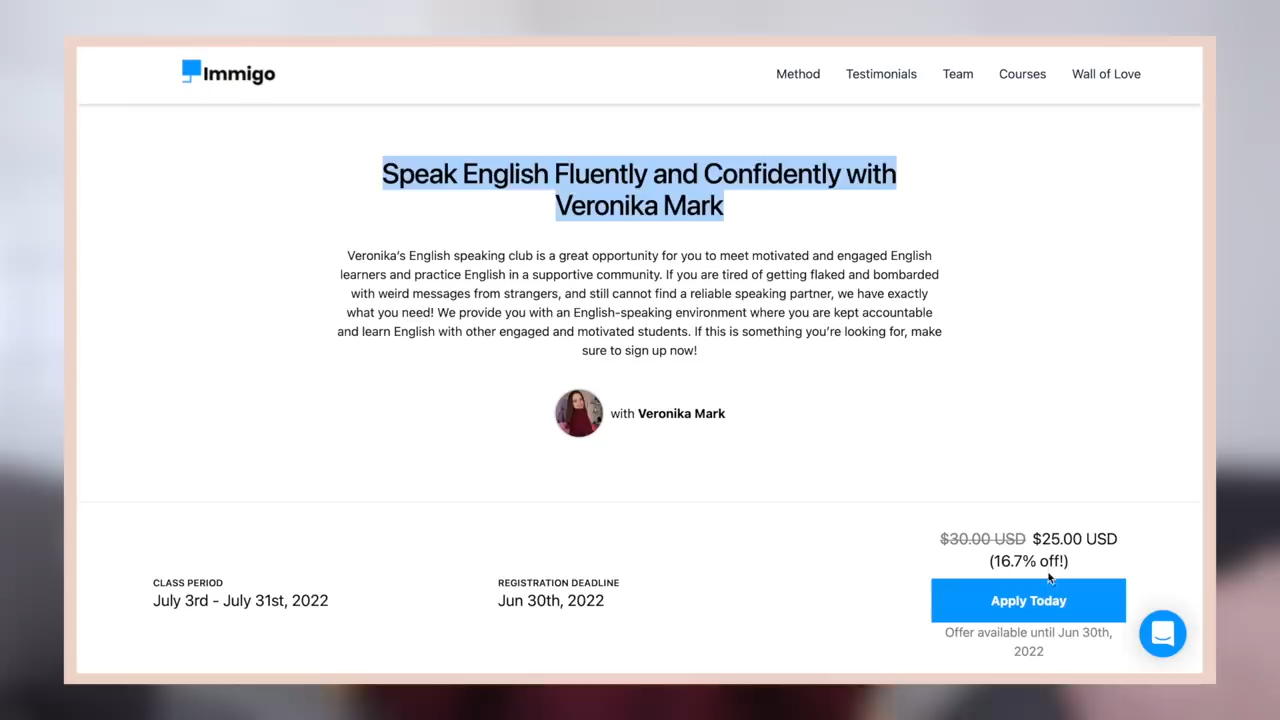 Immigo
Method Testimonials Team Courses Wall of Love
Speak English Fluently and Confidently with
Veronika Mark
Veronika’s English speaking club is a great opportunity for you to meet motivated and engaged English
learners and practice English in a supportive community. If you are tired of getting flaked and bombarded
with weird messages from strangers, and still cannot find a reliable speaking partner, we have exactly
what you need! We provide you with an English-speaking environment where you are kept accountable
and learn English with other engaged and motivated students. If this is something you’re looking for, make
sure to sign up now!
with Veronika Mark
CLASS PERIOD
July 3rd - July 31st, 2022
REGISTRATION DEADLINE
Jun 30th, 2022
$30.00 USD $25.00 USD
(16.7% off!)
Apply Today
Offer available until Jun 30th,
2022